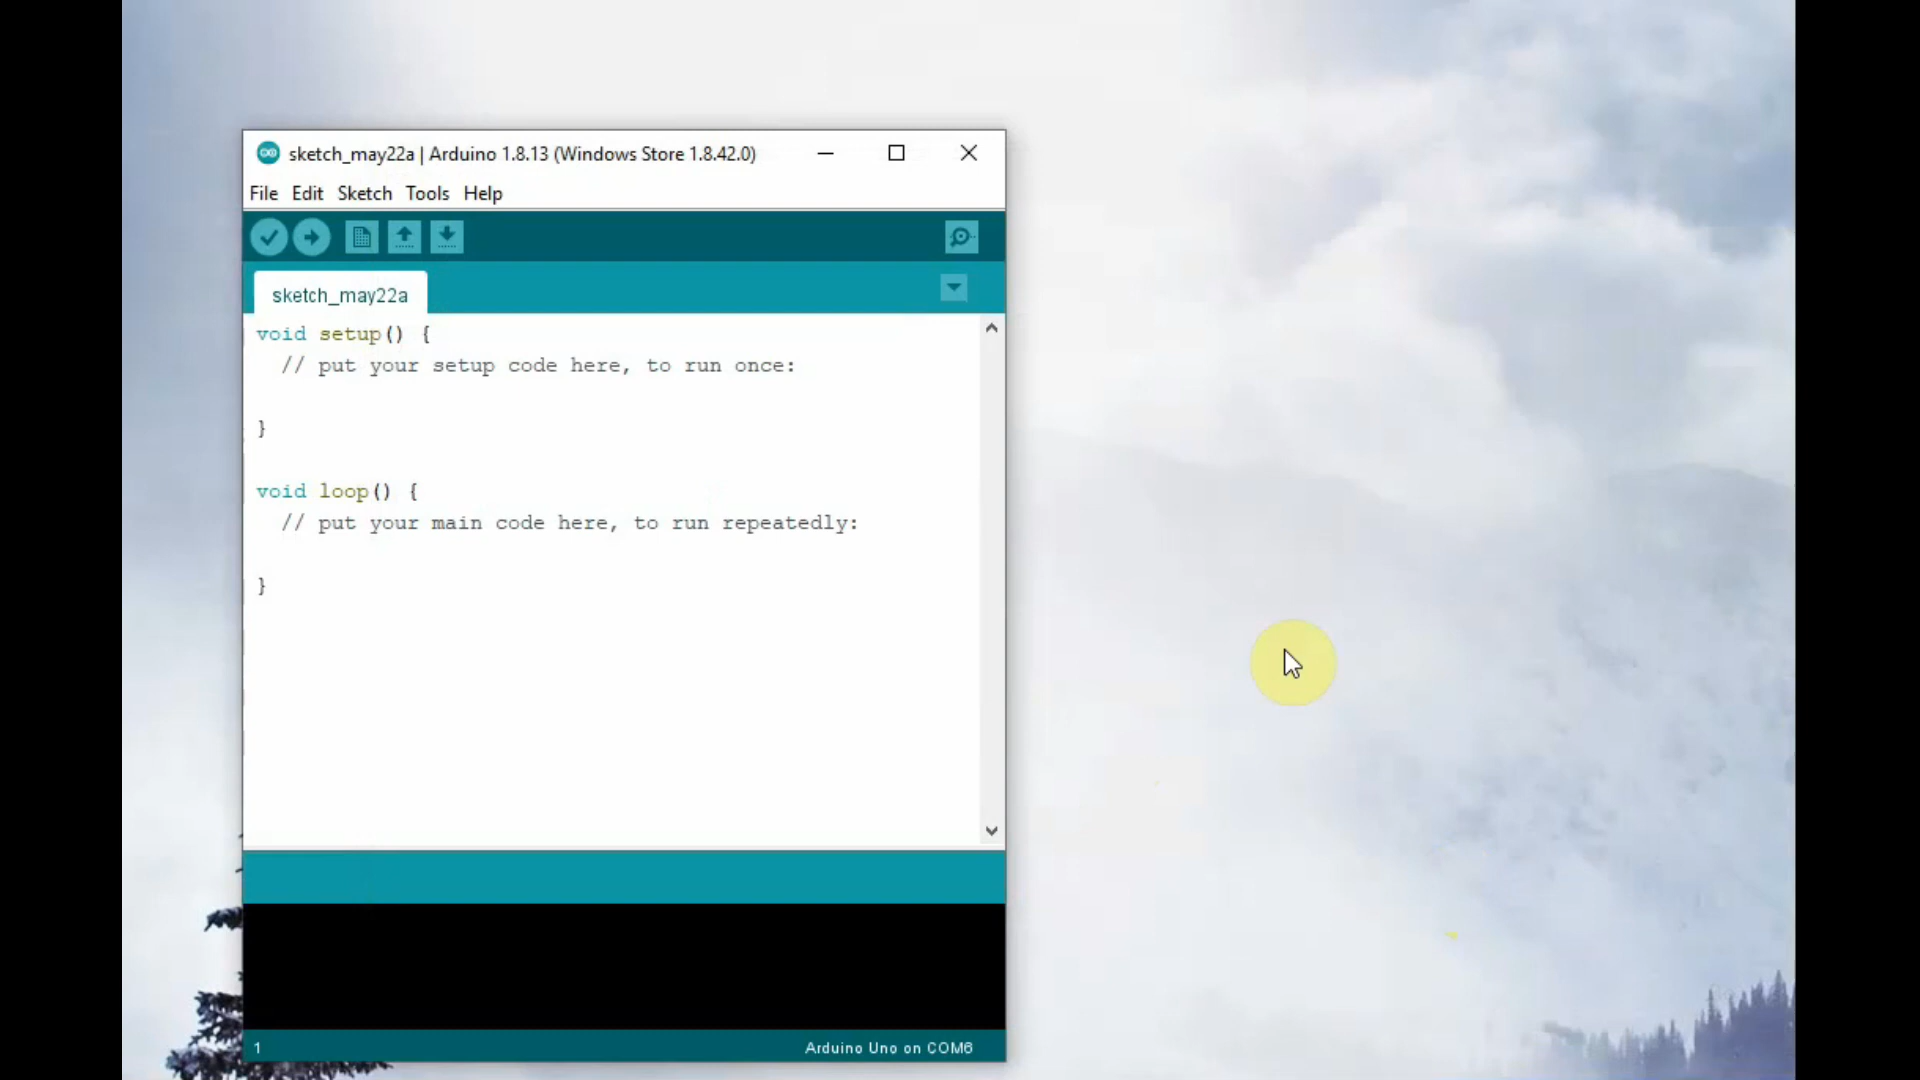 sketch_may22a | Arduino 1.8.13 (Windows Store 1.8.42.0)
File Edit Sketch Tools Help
sketch_may22a
void setup() {
  // put your setup code here, to run once:
}
void loop() {
  // put your main code here, to run repeatedly:
}
1
Arduino Uno on COM6